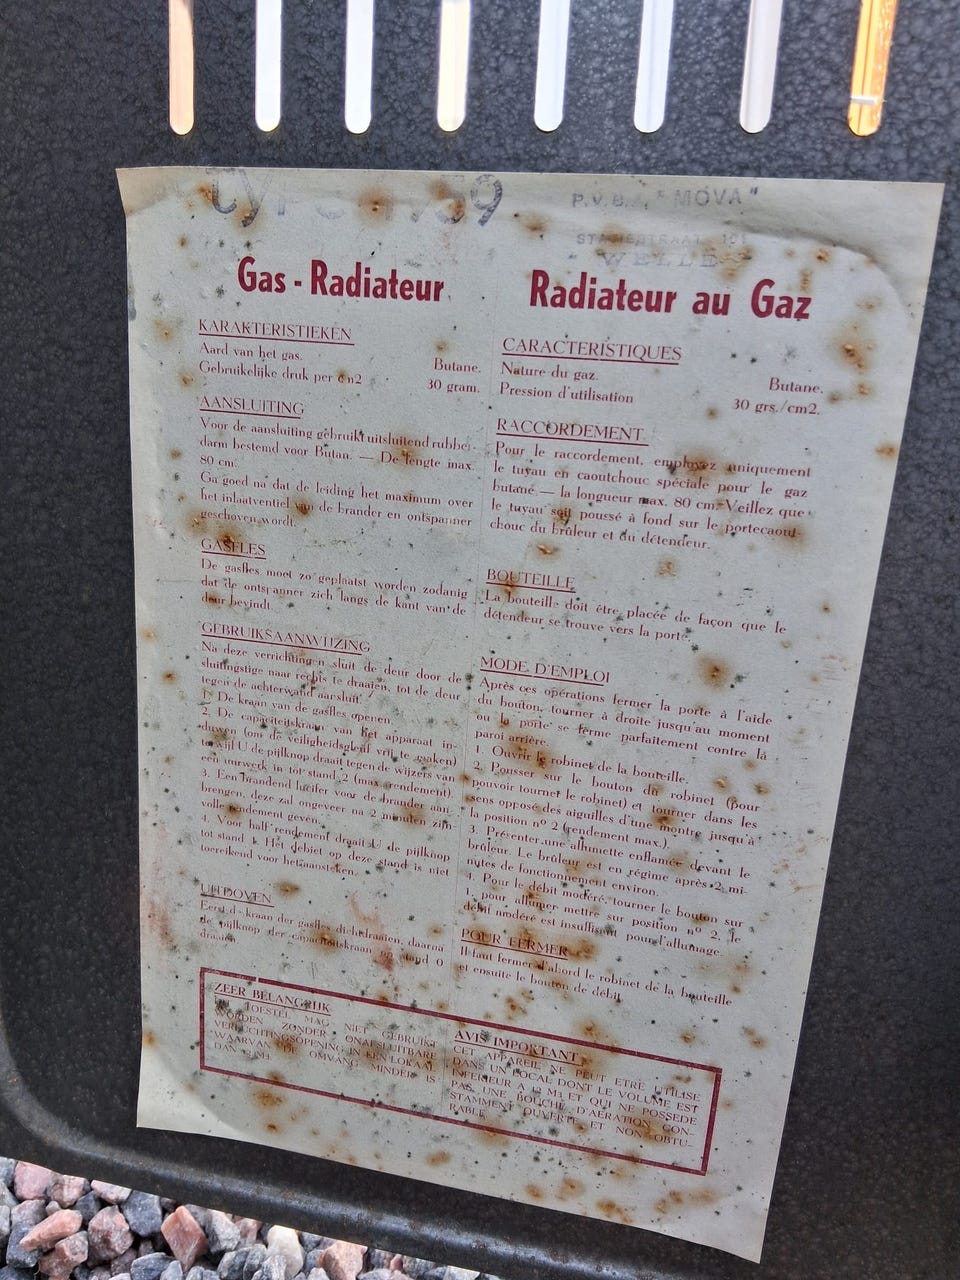 P.V.B.A. "MOVA"
WELLE
Gas - Radiateur
KARAKTERISTIEKEN
Aard van het gas. Butane.
Gebruikelijke druk per cm2 30 gram.
AANSLUITING
Voor de aansluiting gebruikt uitsluitend rubber-
darm bestemd voor Butan. — De lengte max.
80 cm.
Ga goed na dat de leiding het maximum over
het inlaatventiel van de brander en ontspanner
geschoven wordt.
GASFLES
De gasfles moet zo geplaatst worden zodanig
dat de ontspanner zich langs de kant van de
deur bevindt.
GEBRUIKSAANWIJZING
Na deze verrichtingen sluit de deur door de
sluitingstige naar rechts te draaien, tot de deur
tegen de achterwand aansluit.
1. De kraan van de gasfles openen.
2. De capaciteitskraan van het apparaat in-
duwen (om de veiligheidsgleuf vrij te maken)
terwijl U de pijlknop draait tegen de wijzers van
een uurwerk in tot stand 2 (max. rendement)
3. Een brandend lucifer voor de brander aan-
brengen, deze zal ongeveer na 2 minuten zijn
volle rendement geven.
4. Voor half rendement draait U de pijlknop
tot stand 1. Het debiet op deze stand is niet
toereikend voor het aansteken.
UITDOVEN
Eerst de kraan der gasfles dichtdraaien, daarna
de pijlknop der capaciteitskraan op stand 0
draaien.
ZEER BELANGRIJK
TOESTEL MAG NIET GEBRUIKT
WORDEN ZONDER ONAFSLUITBARE
VERLUCHTINGSOPENING IN EEN LOKAAL
WAARVAN DE OMVANG MINDER IS
DAN M3.
Radiateur au Gaz
CARACTERISTIQUES
Nature du gaz. Butane.
Pression d'utilisation 30 grs./cm2.
RACCORDEMENT
Pour le raccordement, employez uniquement
le tuyau en caoutchouc spéciale pour le gaz
butane. — la longueur max. 80 cm. Veillez que
le tuyau soit poussé à fond sur le portecaout-
chouc du brûleur et du détendeur.
BOUTEILLE
La bouteille doit être placée de façon que le
détendeur se trouve vers la porte.
MODE D'EMPLOI
Après ces opérations fermer la porte à l'aide
du bouton, tourner à droite jusqu'au moment
ou la porte se ferme parfaitement contre la
paroi arrière.
1. Ouvrir le robinet de la bouteille.
2. Pousser sur le bouton du robinet (pour
pouvoir tourner le robinet) et tourner dans les
sens opposé des aiguilles d'une montre jusqu'à
la position nº 2 (rendement max.).
3. Présenter une allumette enflamée devant le
brûleur. Le brûleur est en régime après 2 mi-
nutes de fonctionnement environ.
4. Pour le débit modéré, tourner le bouton sur
1, pour allumer mettre sur position nº 2, le
débit modéré est insuffisant pour l'allumage.
POUR FERMER
Il faut fermer d'abord le robinet de la bouteille
et ensuite le bouton de débit.
AVIS IMPORTANT
CET APPAREIL NE PEUT ETRE UTILISE
DANS UN LOCAL DONT LE VOLUME EST
INFERIEUR A 12 M3 ET QUI NE POSSEDE
PAS UNE BOUCHE D'AERATION CON-
STAMMENT OUVERTE ET NON OBTU-
RABLE